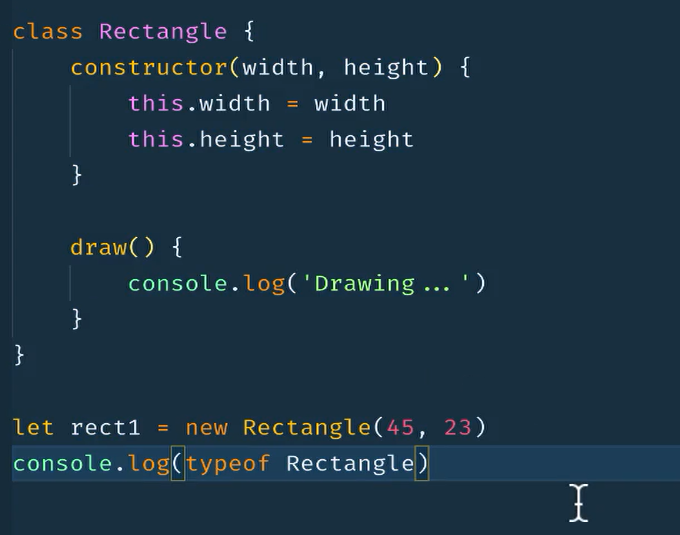 class Rectangle {
    constructor(width, height) {
        this.width = width
        this.height = height
    }

    draw() {
        console.log('Drawing...')
    }
}

let rect1 = new Rectangle(45, 23)
console.log(typeof Rectangle)